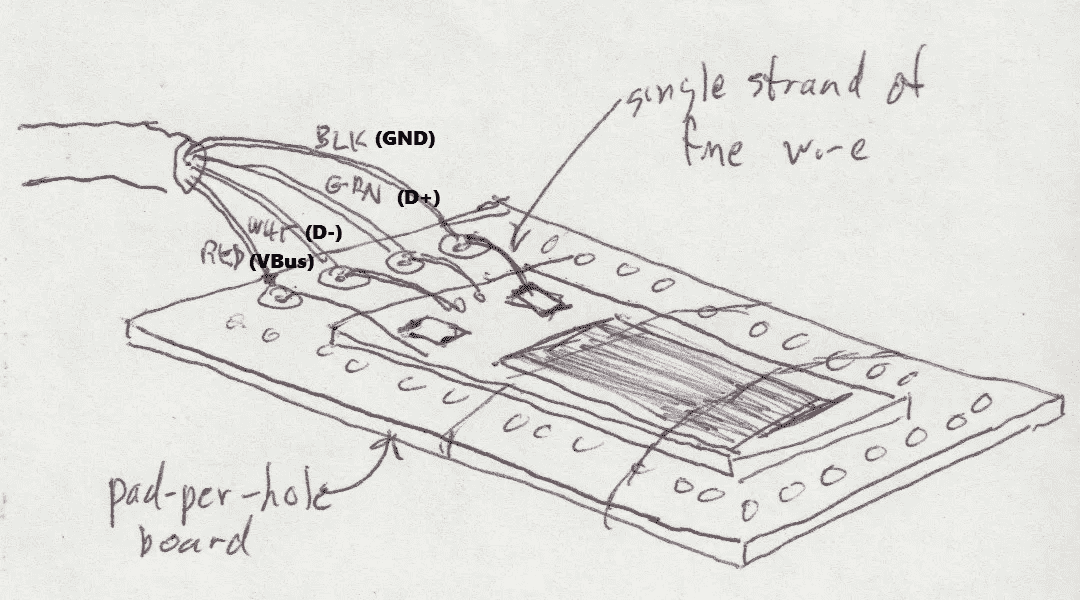 single strand of
fine wire
BLK (GND)
GRN (D+)
WHT (D-)
RED (VBus)
pad-per-hole
board